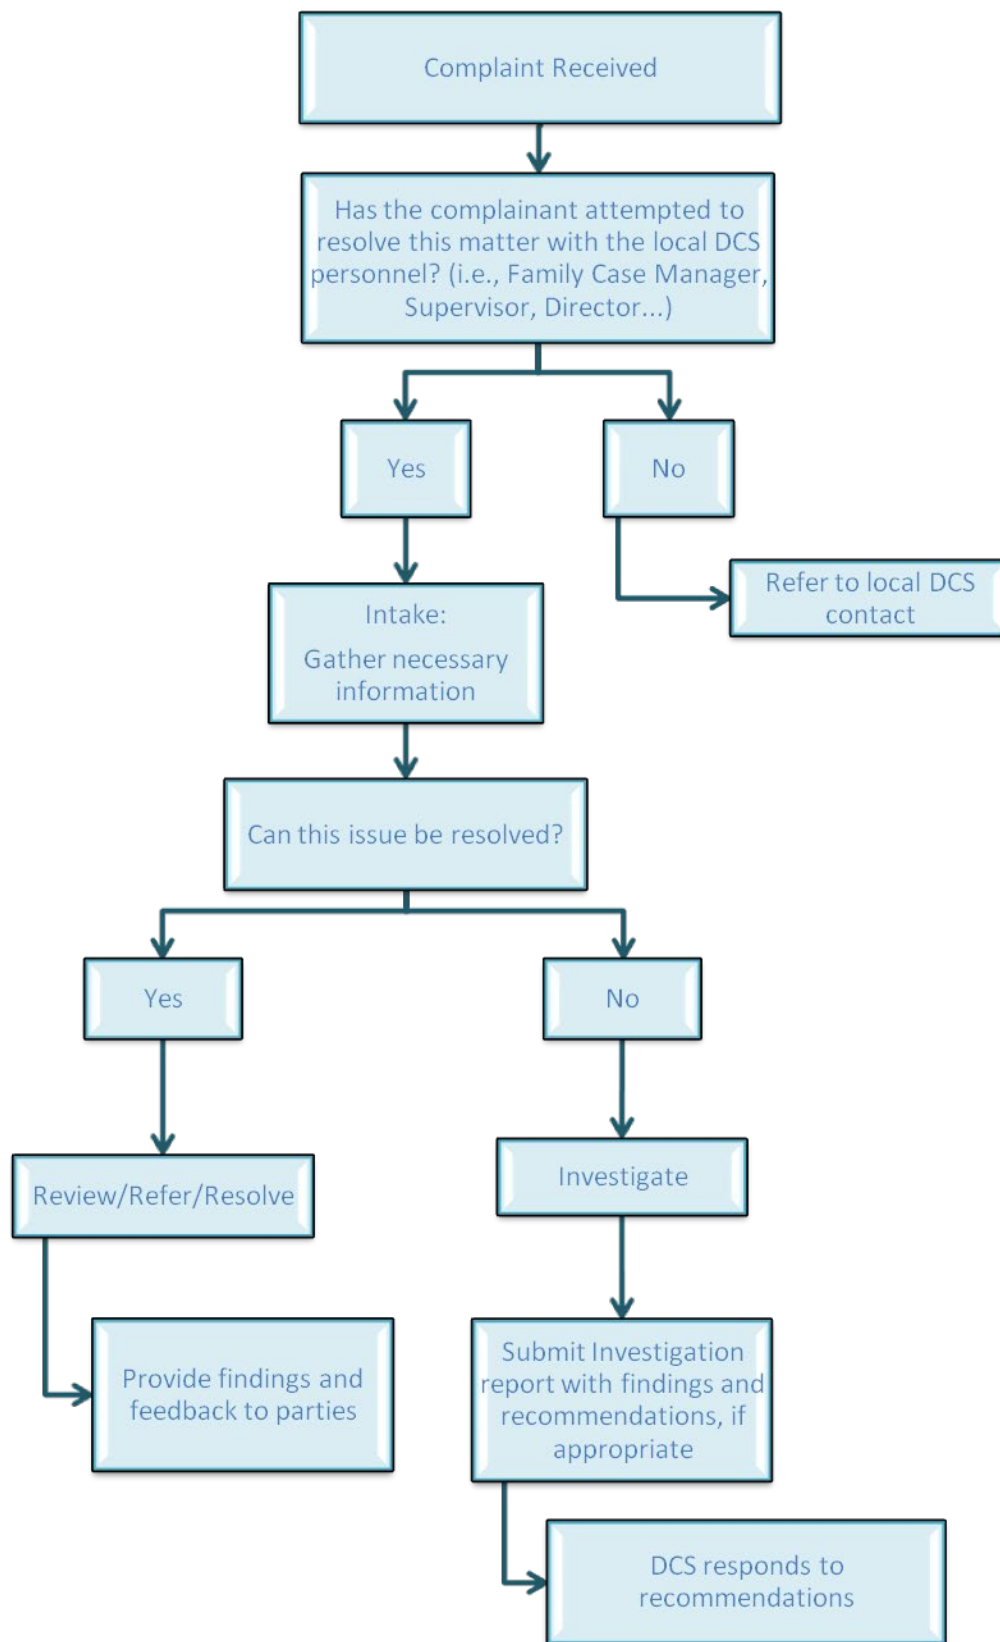 Complaint Received
Has the complainant attempted to
resolve this matter with the local DCS
personnel? (i.e., Family Case Manager,
Supervisor, Director...)
Yes
No
Refer to local DCS
contact
Intake:
Gather necessary
information
Can this issue be resolved?
Yes
No
Review/Refer/Resolve
Investigate
Provide findings and
feedback to parties
Submit Investigation
report with findings and
recommendations, if
appropriate
DCS responds to
recommendations